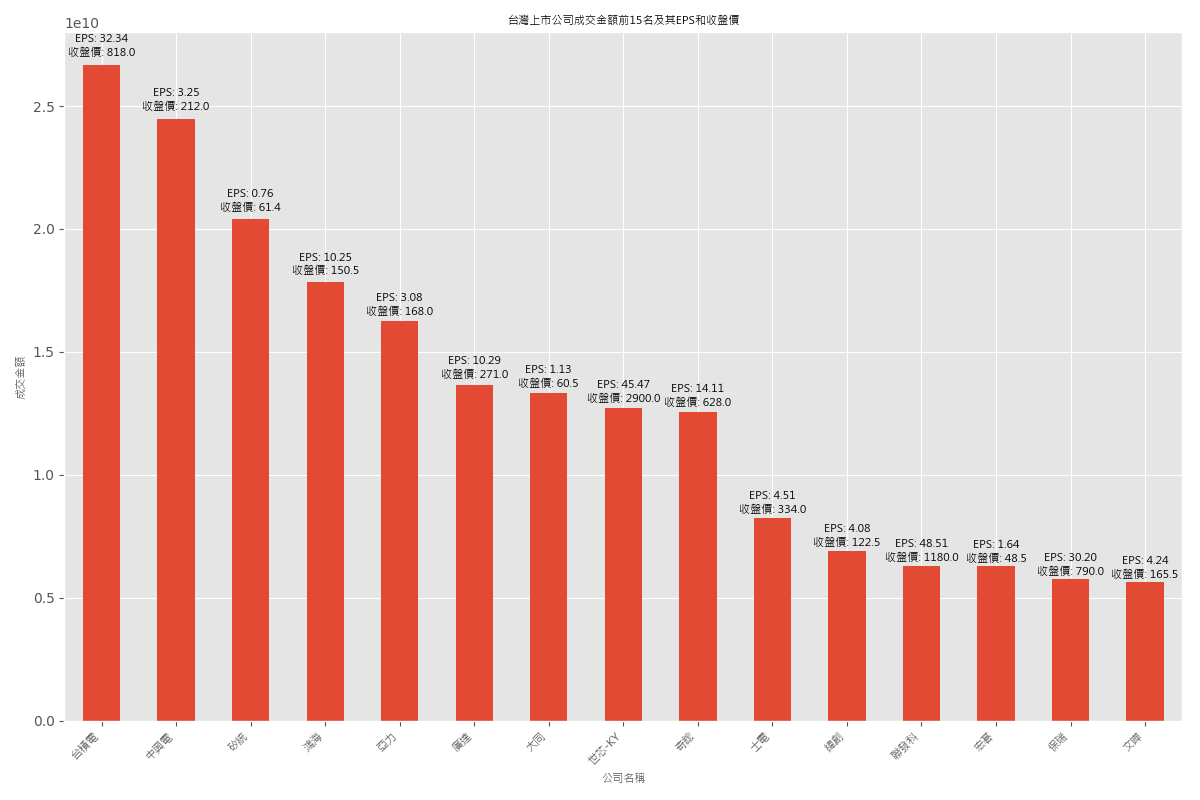 台灣上市公司成交金額前15名及其EPS和收盤價
1e10
EPS: 32.34
收盤價: 818.0
EPS: 3.25
收盤價: 212.0
EPS: 0.76
收盤價: 61.4
EPS: 10.25
收盤價: 150.5
EPS: 3.08
收盤價: 168.0
EPS: 10.29
收盤價: 271.0
EPS: 1.13
收盤價: 60.5
EPS: 45.47
收盤價: 2900.0
EPS: 14.11
收盤價: 628.0
EPS: 4.51
收盤價: 334.0
EPS: 4.08
收盤價: 122.5
EPS: 48.51
收盤價: 1180.0
EPS: 1.64
收盤價: 48.5
EPS: 30.20
收盤價: 790.0
EPS: 4.24
收盤價: 165.5
2.5
2.0
1.5
1.0
0.5
0.0
成交金額
台積電
中興電
矽統
鴻海
亞力
廣達
大同
世芯-KY
奇鋐
士電
緯創
聯發科
宏碁
保瑞
文曄
公司名稱